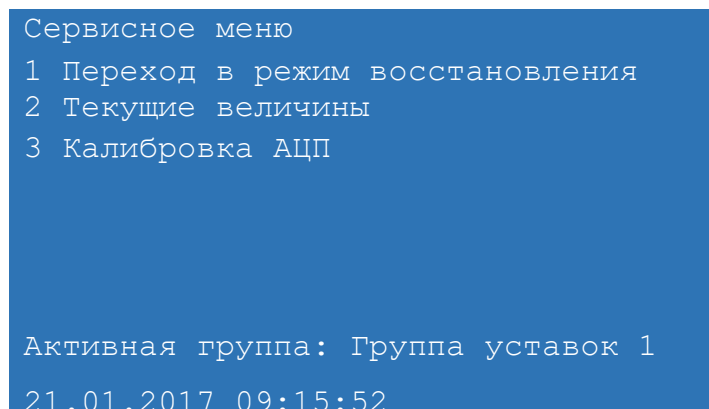 Сервисное меню
1 Переход в режим восстановления
2 Текущие величины
3 Калибровка АЦП
Активная группа: Группа уставок 1
21.01.2017 09:15:52